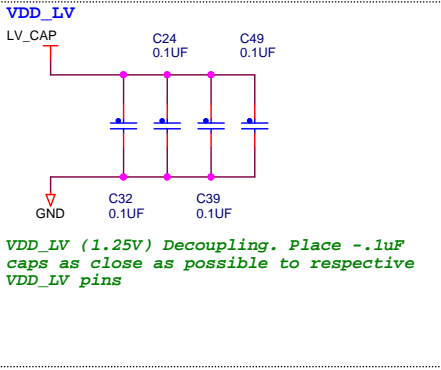 VDD_LV
LV_CAP
C24
0.1UF
C49
0.1UF
C32
0.1UF
C39
0.1UF
GND
VDD_LV (1.25V) Decoupling. Place -.1uF
caps as close as possible to respective
VDD_LV pins